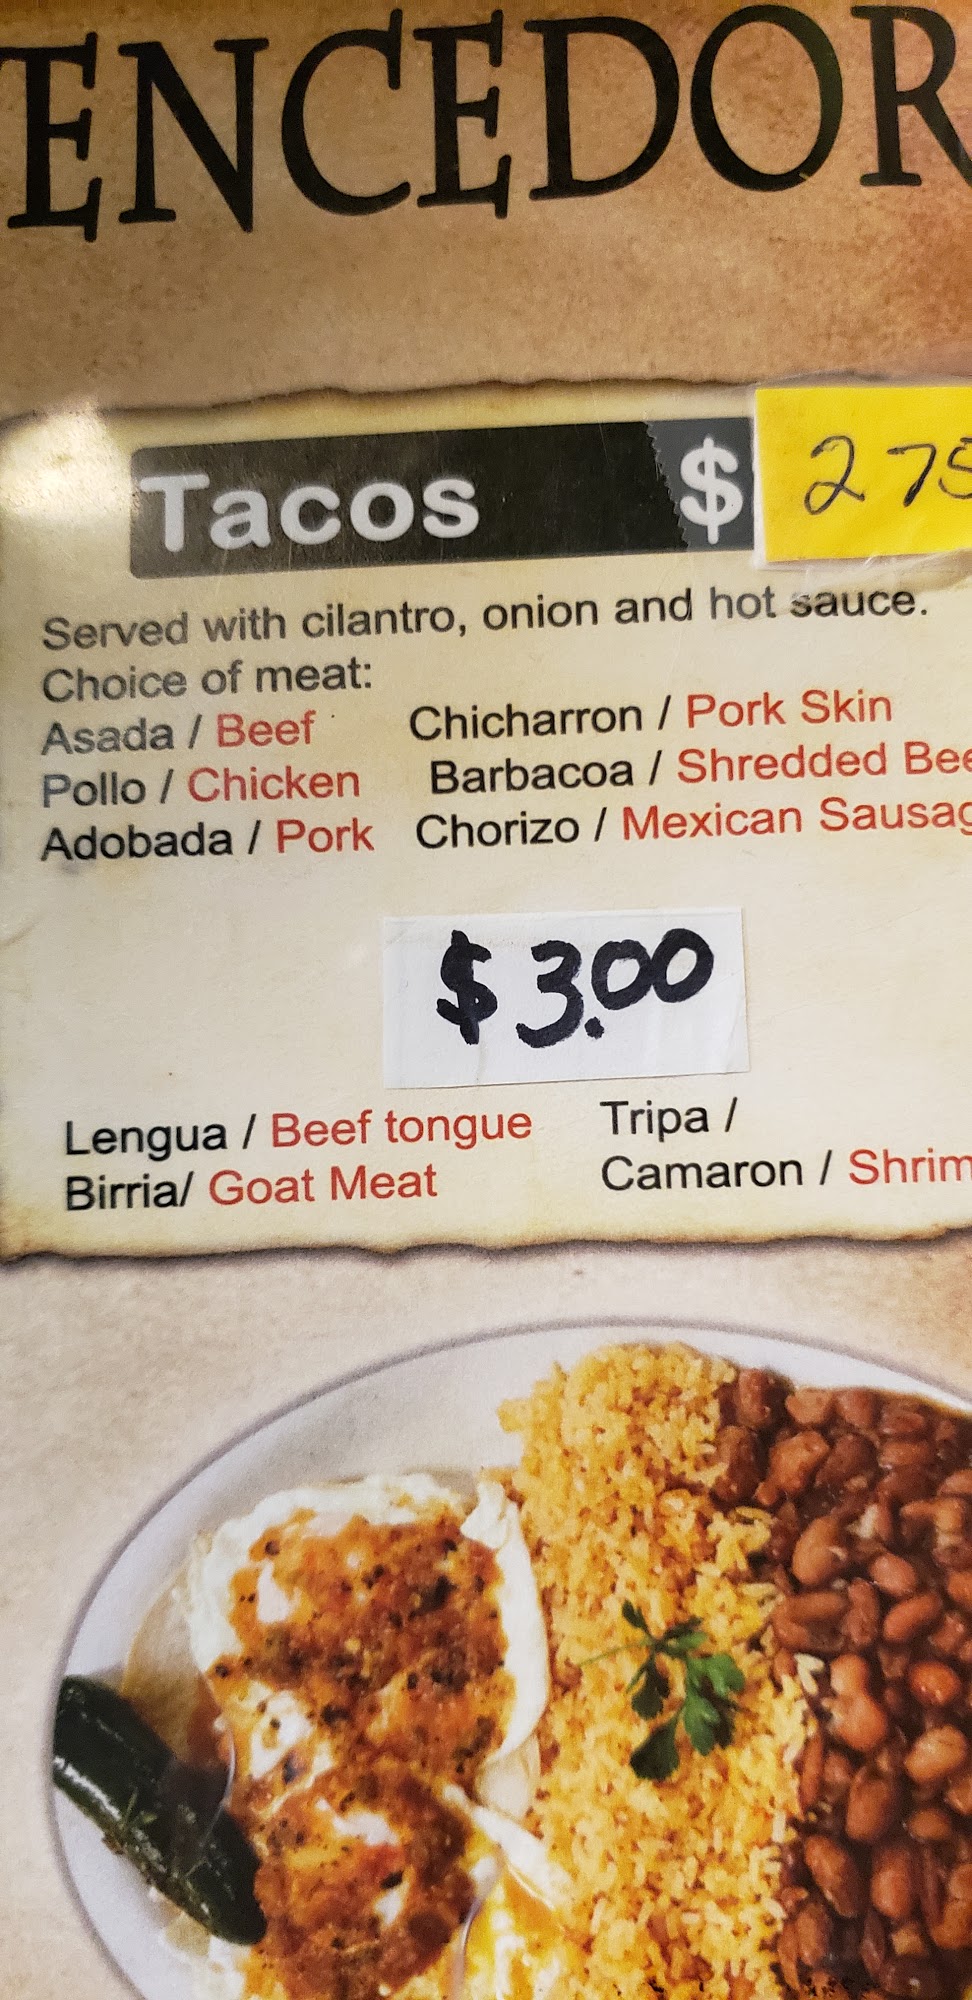 ENCEDOR
Tacos $ 275
Served with cilantro, onion and hot sauce.
Choice of meat:
Asada / Beef Chicharron / Pork Skin
Pollo / Chicken Barbacoa / Shredded Bee
Adobada / Pork Chorizo / Mexican Sausag
$3.00
Lengua / Beef tongue Tripa /
Birria/ Goat Meat Camaron / Shrim